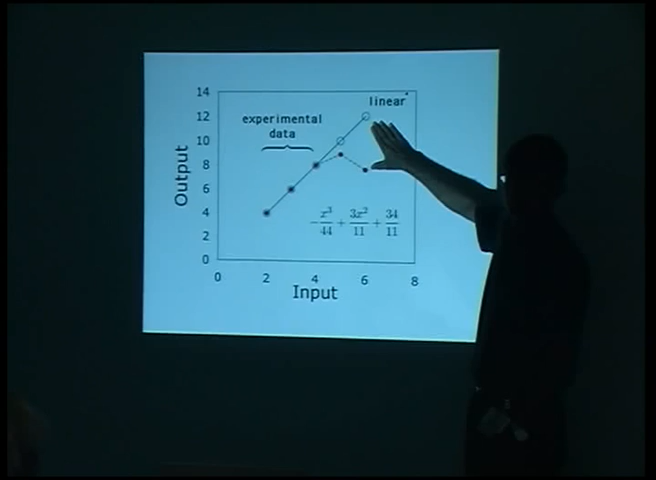 14
linear
12
experimental
data
10
8
6
4
2
0
Output
-x³/44 + 3x²/11 + 34/11
0 2 4 6 8
Input